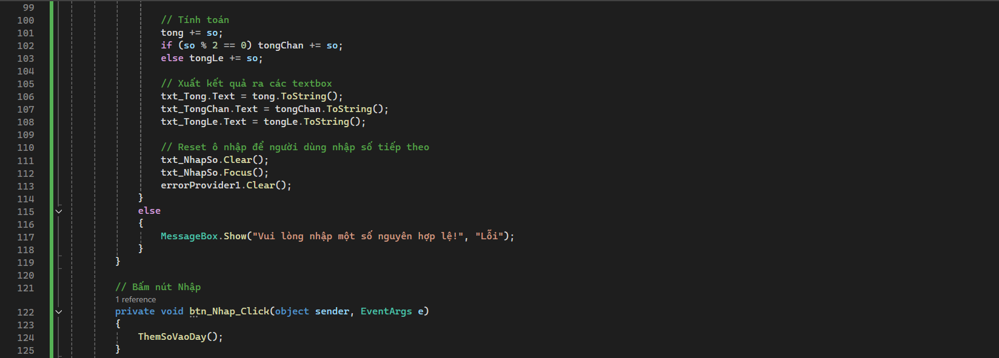 99
100 // Tính toán
101 tong += so;
102 if (so % 2 == 0) tongChan += so;
103 else tongLe += so;
104
105 // Xuất kết quả ra các textbox
106 txt_Tong.Text = tong.ToString();
107 txt_TongChan.Text = tongChan.ToString();
108 txt_TongLe.Text = tongLe.ToString();
109
110 // Reset ô nhập để người dùng nhập số tiếp theo
111 txt_NhapSo.Clear();
112 txt_NhapSo.Focus();
113 errorProvider1.Clear();
114 }
115 else
116 {
117 MessageBox.Show("Vui lòng nhập một số nguyên hợp lệ!", "Lỗi");
118 }
119 }
120
121 // Bấm nút Nhập
1 reference
122 private void btn_Nhap_Click(object sender, EventArgs e)
123 {
124 ThemSoVaoDay();
125 }